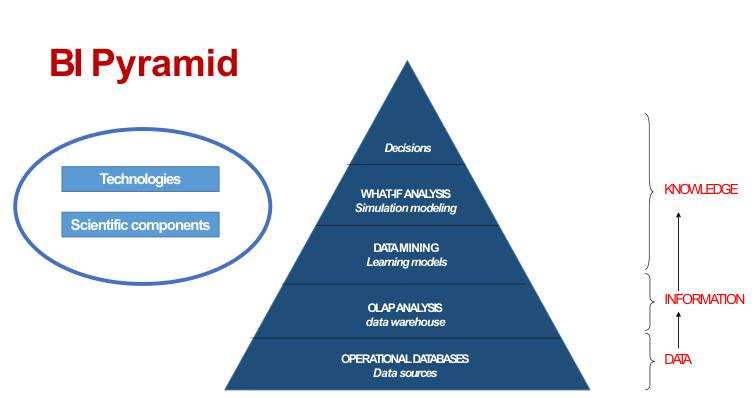 BI Pyramid
Technologies
Scientific components
Decisions
WHAT-IF ANALYSIS
Simulation modeling
DATA MINING
Learning models
OLAP ANALYSIS
data warehouse
OPERATIONAL DATABASES
Data sources
KNOWLEDGE
INFORMATION
DATA